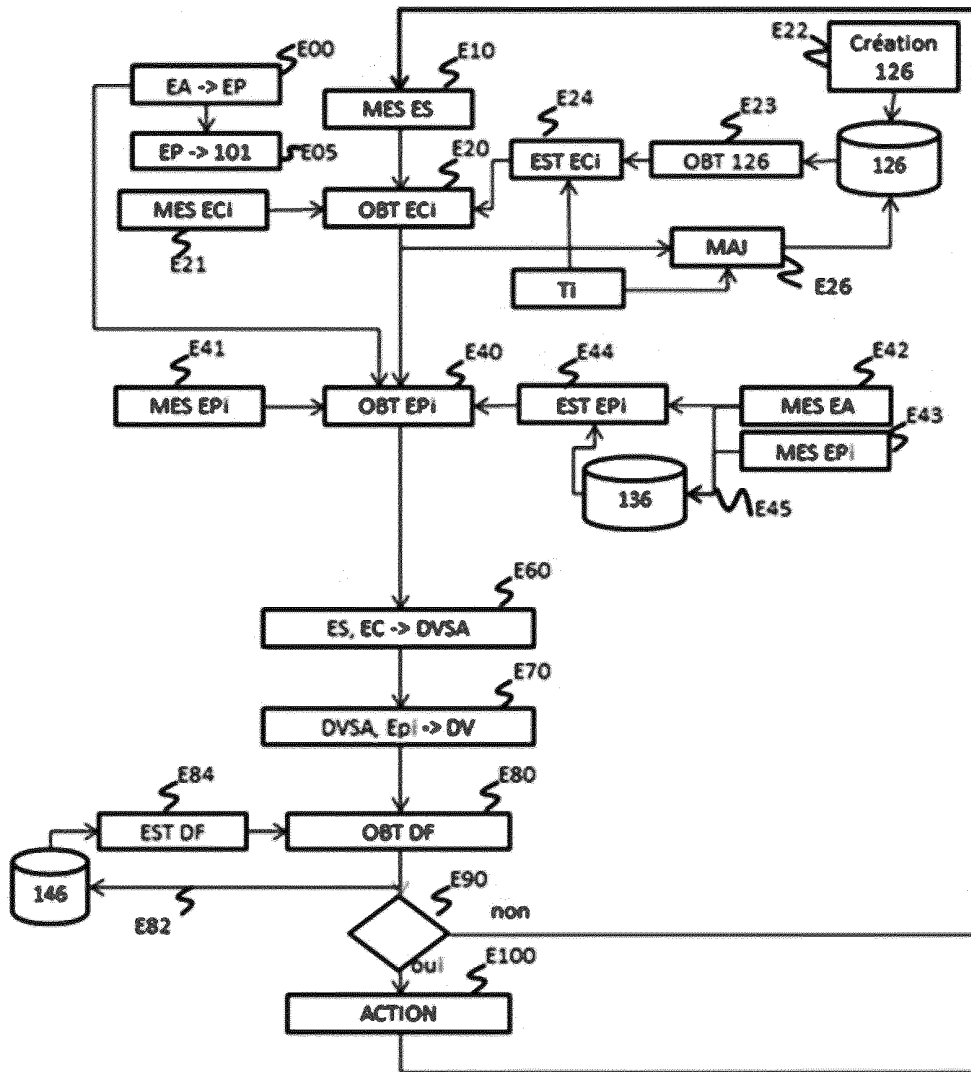 E00
E10
E22
Création
126
EA -> EP
MES ES
E24
E23
EP -> 101
E05
E20
EST ECi
OBT 126
126
MES ECi
OBT ECi
E21
MAJ
E26
Ti
E41
E40
E44
E42
MES EPi
OBT EPi
EST EPi
MES EA
E43
MES EPi
136
E45
E60
ES, EC -> DVSA
E70
DVSA, Epi -> DV
E84
E80
EST DF
OBT DF
146
E82
E90
non
oui
E100
ACTION